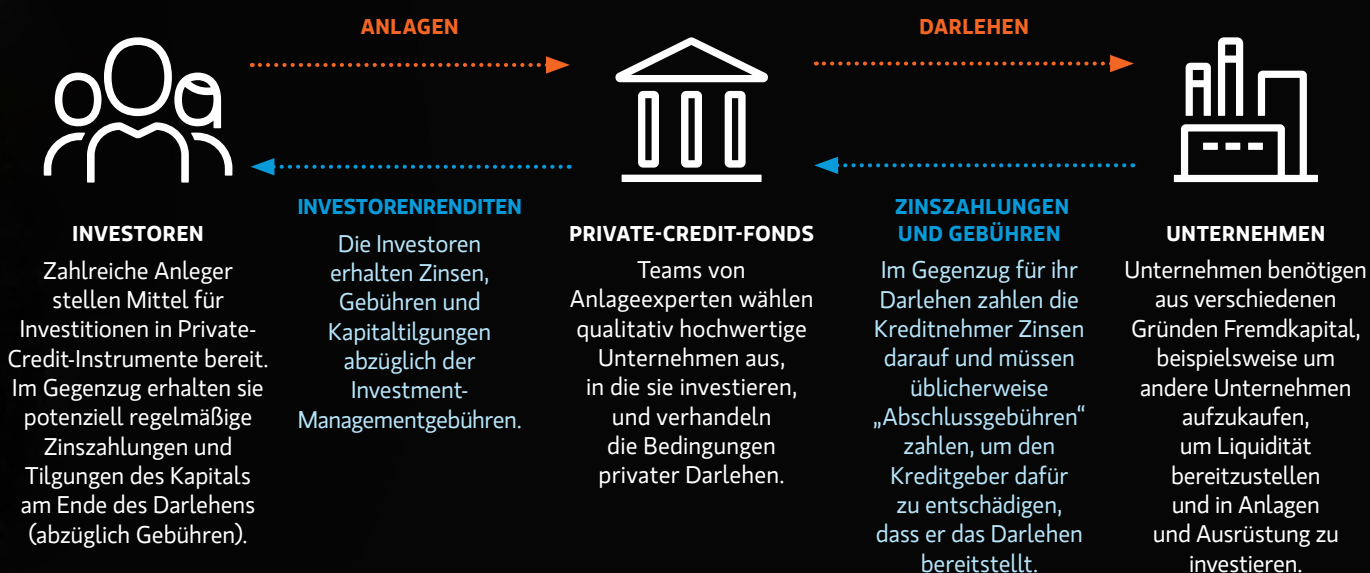 ANLAGEN
DARLEHEN
INVESTOREN
Zahlreiche Anleger
stellen Mittel für
Investitionen in Private-
Credit-Instrumente bereit.
Im Gegenzug erhalten sie
potenziell regelmäßige
Zinszahlungen und
Tilgungen des Kapitals
am Ende des Darlehens
(abzüglich Gebühren).
INVESTORENRENDITEN
Die Investoren
erhalten Zinsen,
Gebühren und
Kapitaltilgungen
abzüglich der
Investment-
Managementgebühren.
PRIVATE-CREDIT-FONDS
Teams von
Anlageexperten wählen
qualitativ hochwertige
Unternehmen aus,
in die sie investieren,
und verhandeln
die Bedingungen
privater Darlehen.
ZINSZAHLUNGEN
UND GEBÜHREN
Im Gegenzug für ihr
Darlehen zahlen die
Kreditnehmer Zinsen
darauf und müssen
üblicherweise
„Abschlussgebühren“
zahlen, um den
Kreditgeber dafür
zu entschädigen,
dass er das Darlehen
bereitstellt.
UNTERNEHMEN
Unternehmen benötigen
aus verschiedenen
Gründen Fremdkapital,
beispielsweise um
andere Unternehmen
aufzukaufen,
um Liquidität
bereitzustellen
und in Anlagen
und Ausrüstung zu
investieren.